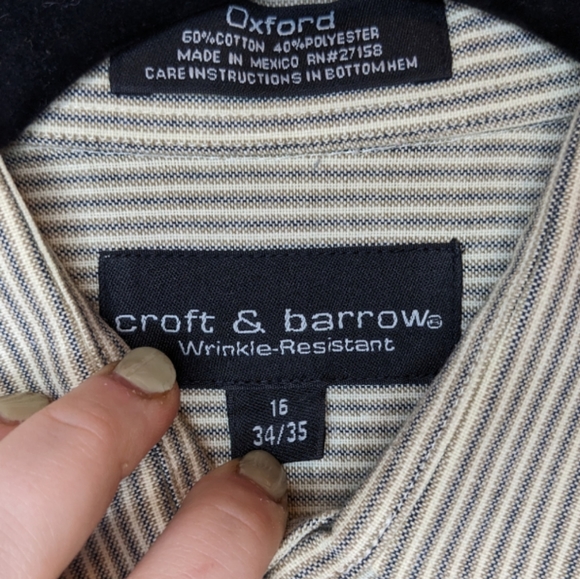 Oxford
60%COTTON 40%POLYESTER
MADE IN MEXICO RN#27158
CARE INSTRUCTIONS IN BOTTOM HEM
croft & barrow®
Wrinkle-Resistant
16
34/35